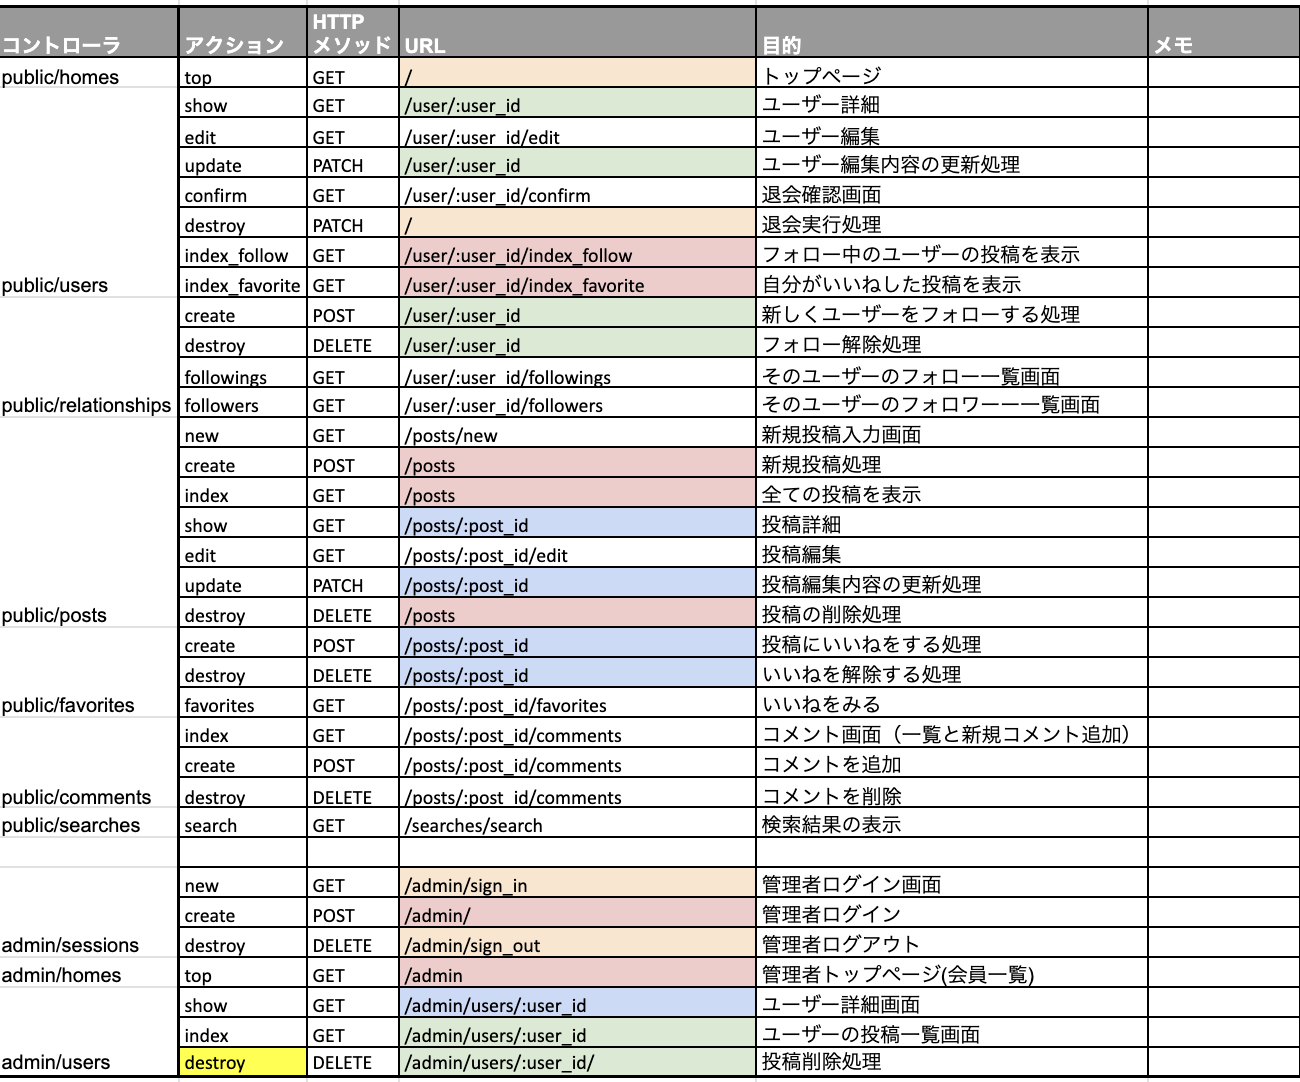 コントローラ アクション HTTP メソッド URL 目的 メモ
public/homes top GET / トップページ
show GET /user/:user_id ユーザー詳細
edit GET /user/:user_id/edit ユーザー編集
update PATCH /user/:user_id ユーザー編集内容の更新処理
confirm GET /user/:user_id/confirm 退会確認画面
destroy PATCH / 退会実行処理
index_follow GET /user/:user_id/index_follow フォロー中のユーザーの投稿を表示
public/users index_favorite GET /user/:user_id/index_favorite 自分がいいねした投稿を表示
create POST /user/:user_id 新しくユーザーをフォローする処理
destroy DELETE /user/:user_id フォロー解除処理
followings GET /user/:user_id/followings そのユーザーのフォロー一覧画面
public/relationships followers GET /user/:user_id/followers そのユーザーのフォロワーー一覧画面
new GET /posts/new 新規投稿入力画面
create POST /posts 新規投稿処理
index GET /posts 全ての投稿を表示
show GET /posts/:post_id 投稿詳細
edit GET /posts/:post_id/edit 投稿編集
update PATCH /posts/:post_id 投稿編集内容の更新処理
public/posts destroy DELETE /posts 投稿の削除処理
create POST /posts/:post_id 投稿にいいねをする処理
destroy DELETE /posts/:post_id いいねを解除する処理
public/favorites favorites GET /posts/:post_id/favorites いいねをみる
index GET /posts/:post_id/comments コメント画面（一覧と新規コメント追加）
create POST /posts/:post_id/comments コメントを追加
public/comments destroy DELETE /posts/:post_id/comments コメントを削除
public/searches search GET /searches/search 検索結果の表示
new GET /admin/sign_in 管理者ログイン画面
create POST /admin/ 管理者ログイン
admin/sessions destroy DELETE /admin/sign_out 管理者ログアウト
admin/homes top GET /admin 管理者トップページ(会員一覧)
show GET /admin/users/:user_id ユーザー詳細画面
index GET /admin/users/:user_id ユーザーの投稿一覧画面
admin/users destroy DELETE /admin/users/:user_id/ 投稿削除処理